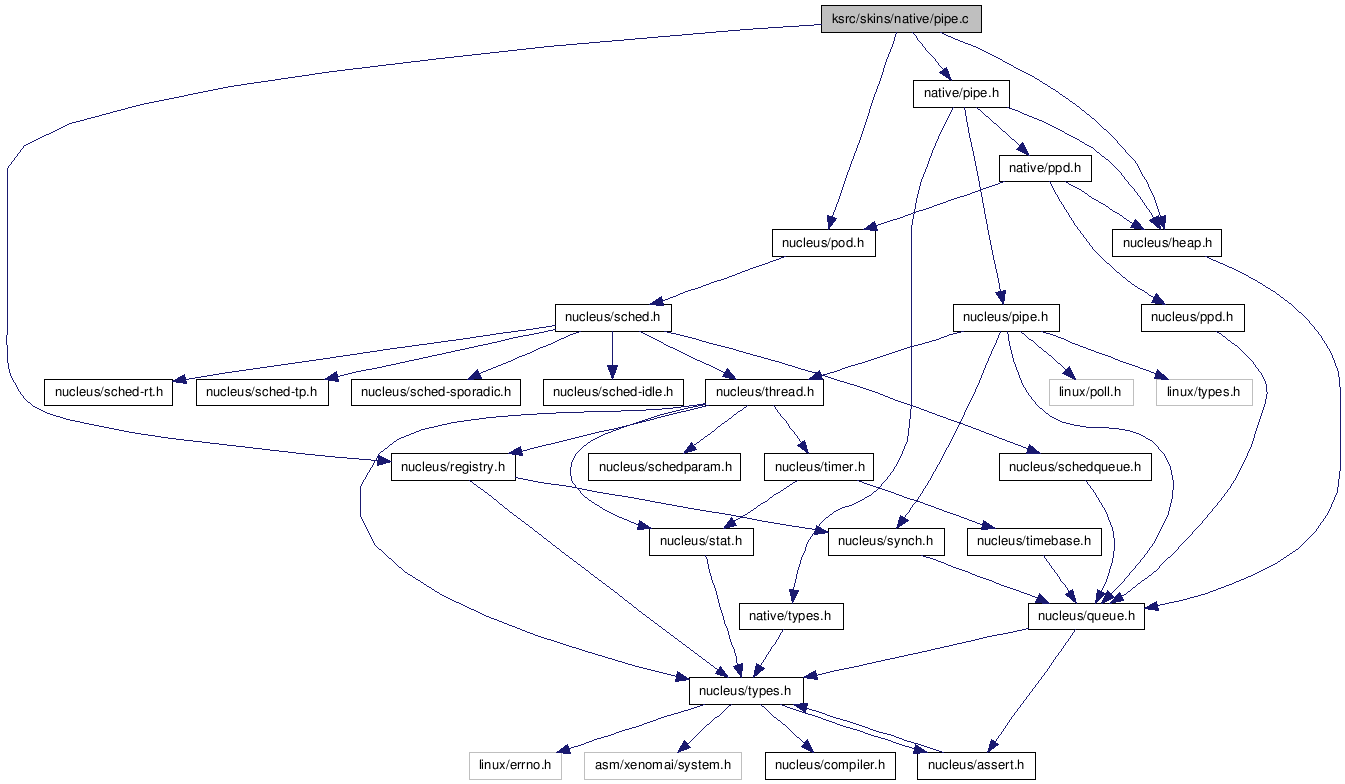 ksrc/skins/native/pipe.c
native/pipe.h
native/ppd.h
nucleus/pod.h
nucleus/heap.h
nucleus/sched.h
nucleus/pipe.h
nucleus/ppd.h
nucleus/sched-rt.h
nucleus/sched-tp.h
nucleus/sched-sporadic.h
nucleus/sched-idle.h
nucleus/thread.h
linux/poll.h
linux/types.h
nucleus/registry.h
nucleus/schedparam.h
nucleus/timer.h
nucleus/schedqueue.h
nucleus/stat.h
nucleus/synch.h
nucleus/timebase.h
native/types.h
nucleus/queue.h
nucleus/types.h
linux/errno.h
asm/xenomai/system.h
nucleus/compiler.h
nucleus/assert.h